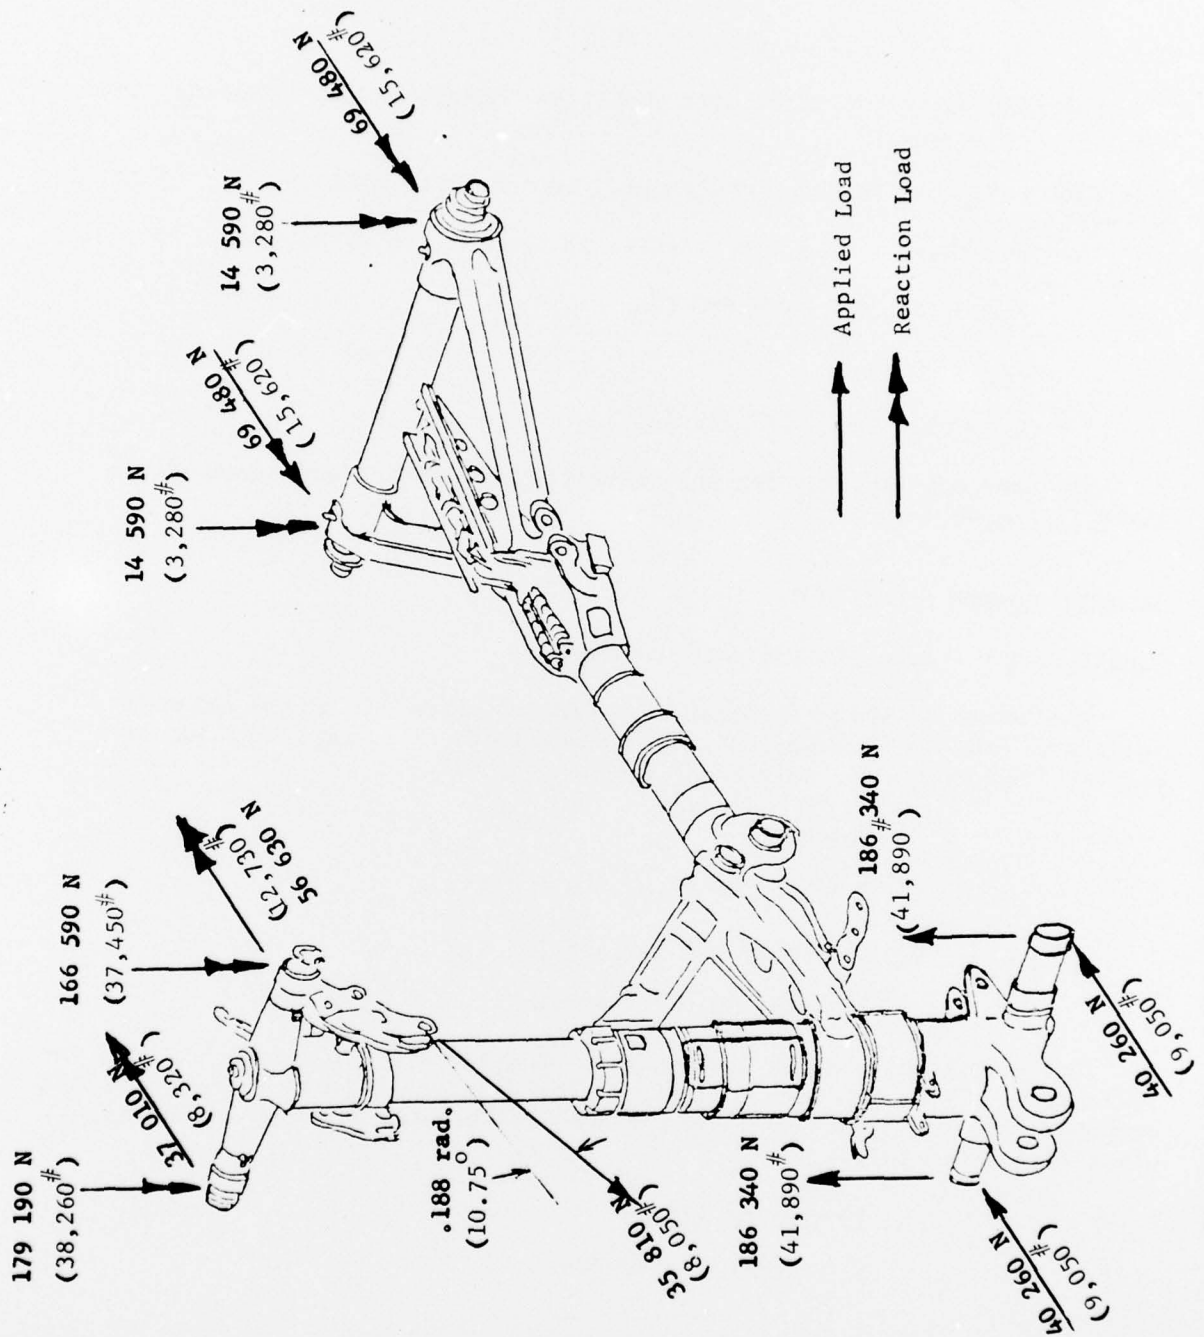 69 480 N
(15,620#)
14 590 N
(3,280#)
69 480 N
(15,620#)
14 590 N
(3,280#)
Applied Load
Reaction Load
(12,730#)
56 630 N
166 590 N
(37,450#)
37 010 N
(8,320#)
179 190 N
(38,260#)
.188 rad.
(10.75°)
35 810 N
(8,050#)
186 340 N
(41,890#)
186 340 N
(41,890#)
40 260 N
(9,050#)
40 260 N
(9,050#)